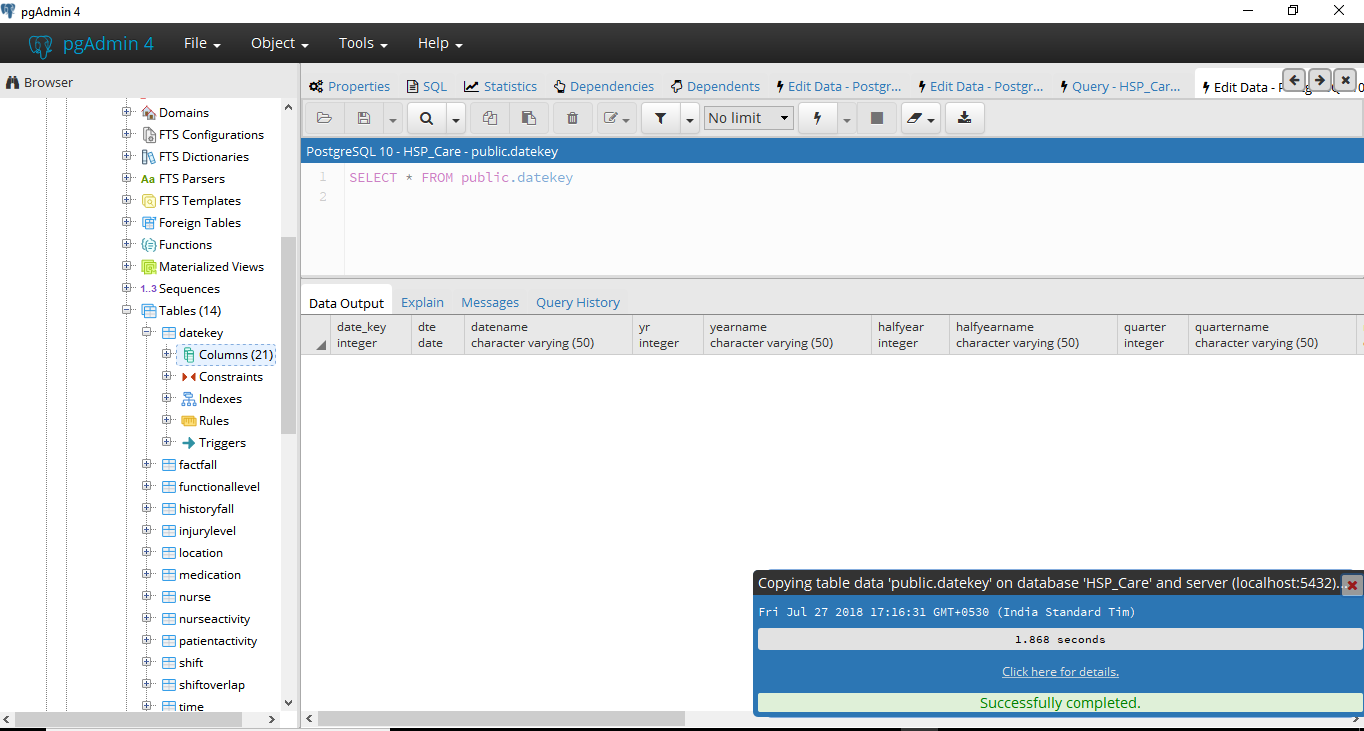 pgAdmin 4
pgAdmin 4 File Object Tools Help
Browser
Properties SQL Statistics Dependencies Dependents Edit Data - Postgr... Edit Data - Postgr... Query - HSP_Car... Edit Data -
No limit
PostgreSQL 10 - HSP_Care - public.datekey
1 SELECT * FROM public.datekey
2
Domains
FTS Configurations
FTS Dictionaries
Aa FTS Parsers
FTS Templates
Foreign Tables
Functions
Materialized Views
1..3 Sequences
Tables (14)
datekey
Columns (21)
Constraints
Indexes
Rules
Triggers
factfall
functionallevel
historyfall
injurylevel
location
medication
nurse
nurseactivity
patientactivity
shift
shiftoverlap
time
Data Output Explain Messages Query History
date_key dte datename yr yearname halfyear halfyearname quarter quartername
integer date character varying (50) integer character varying (50) integer character varying (50) integer character varying (50)
Copying table data 'public.datekey' on database 'HSP_Care' and server (localhost:5432)...
Fri Jul 27 2018 17:16:31 GMT+0530 (India Standard Tim)
1.868 seconds
Click here for details.
Successfully completed.